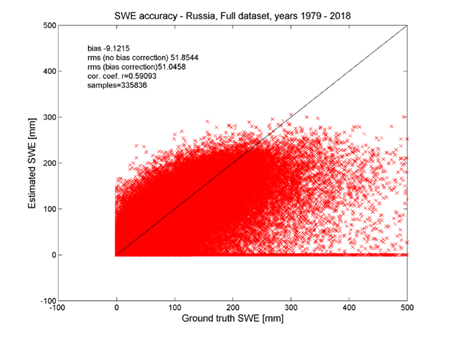 SWE accuracy - Russia, Full dataset, years 1979 - 2018
bias -9.1215
rms (no bias correction) 51.8544
rms (bias correction)51.0458
cor. coef. r=0.59093
samples=335836
Estimated SWE [mm]
500
400
300
200
100
0
-100
-100
0
100
200
300
400
500
Ground truth SWE [mm]